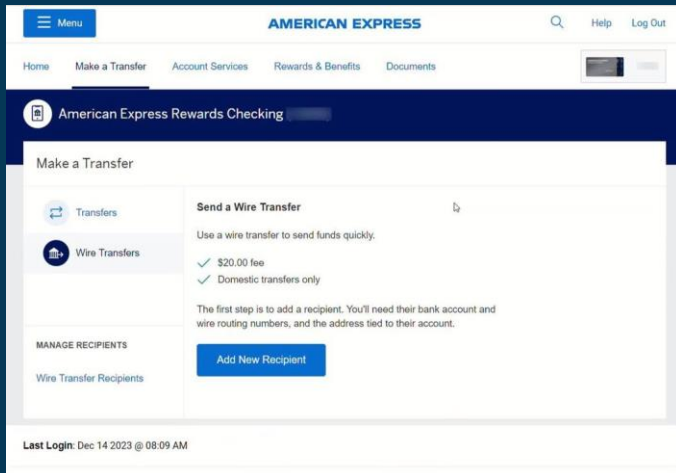 Menu
AMERICAN EXPRESS
Help
Log Out
Home
Make a Transfer
Account Services
Rewards & Benefits
Documents
American Express Rewards Checking
Make a Transfer
Transfers
Wire Transfers
MANAGE RECIPIENTS
Wire Transfer Recipients
Send a Wire Transfer
Use a wire transfer to send funds quickly.
$20.00 fee
Domestic transfers only
The first step is to add a recipient. You'll need their bank account and
wire routing numbers, and the address tied to their account.
Add New Recipient
Last Login: Dec 14 2023 @ 08:09 AM